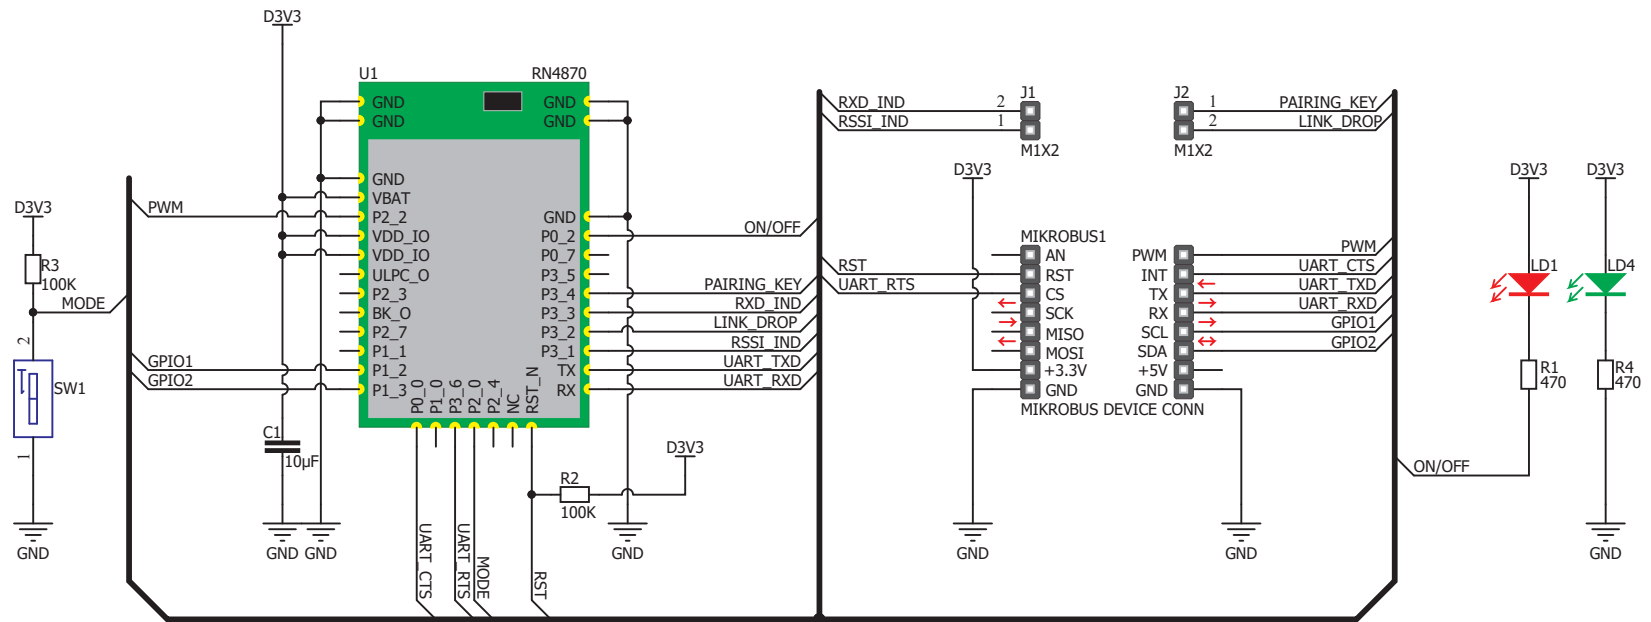 D3V3
U1
RN4870
GND
GND
GND
VBAT
P2_2
VDD_IO
VDD_IO
ULPC_O
P2_3
BK_O
P2_7
P1_1
P1_2
P1_3
GND
GND
GND
P0_2
P0_7
P3_5
P3_4
P3_3
P3_2
P3_1
TX
RX
P0_0
P1_0
P3_6
P2_0
P2_4
NC
RST_N
PWM
D3V3
R3
100K
MODE
2
SW1
1
GND
GPIO1
GPIO2
C1
10µF
GND
GND
UART_CTS
UART_RTS
MODE
RST
R2
100K
D3V3
GND
ON/OFF
PAIRING_KEY
RXD_IND
LINK_DROP
RSSI_IND
UART_TXD
UART_RXD
RXD_IND
2
RSSI_IND
1
J1
M1X2
J2
M1X2
1
PAIRING_KEY
2
LINK_DROP
D3V3
RST
UART_RTS
MIKROBUS1
AN
RST
CS
SCK
MISO
MOSI
+3.3V
GND
PWM
INT
TX
RX
SCL
SDA
+5V
GND
MIKROBUS DEVICE CONN
PWM
UART_CTS
UART_TXD
UART_RXD
GPIO1
GPIO2
GND
GND
D3V3
LD1
R1
470
ON/OFF
D3V3
LD4
R4
470
GND